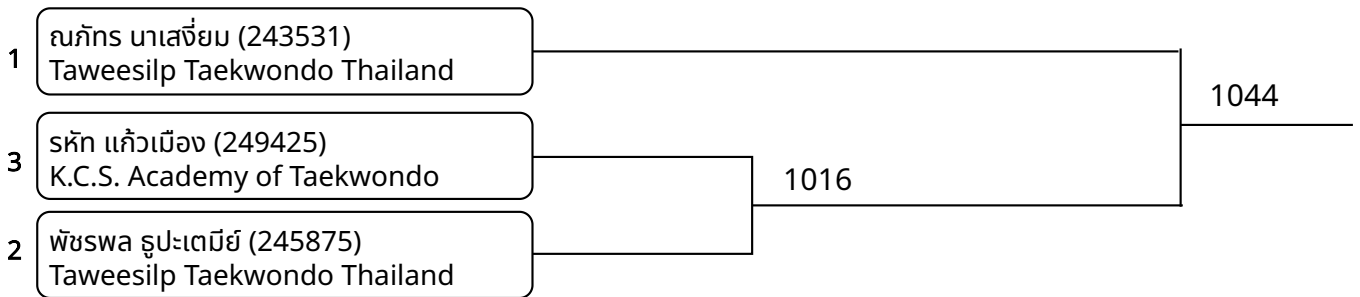 1
ณภัทร นาเสงี่ยม (243531)
Taweesilp Taekwondo Thailand
1044
3
รหัท แก้วเมือง (249425)
K.C.S. Academy of Taekwondo
1016
2
พัชรพล ธูปะเตมีย์ (245875)
Taweesilp Taekwondo Thailand